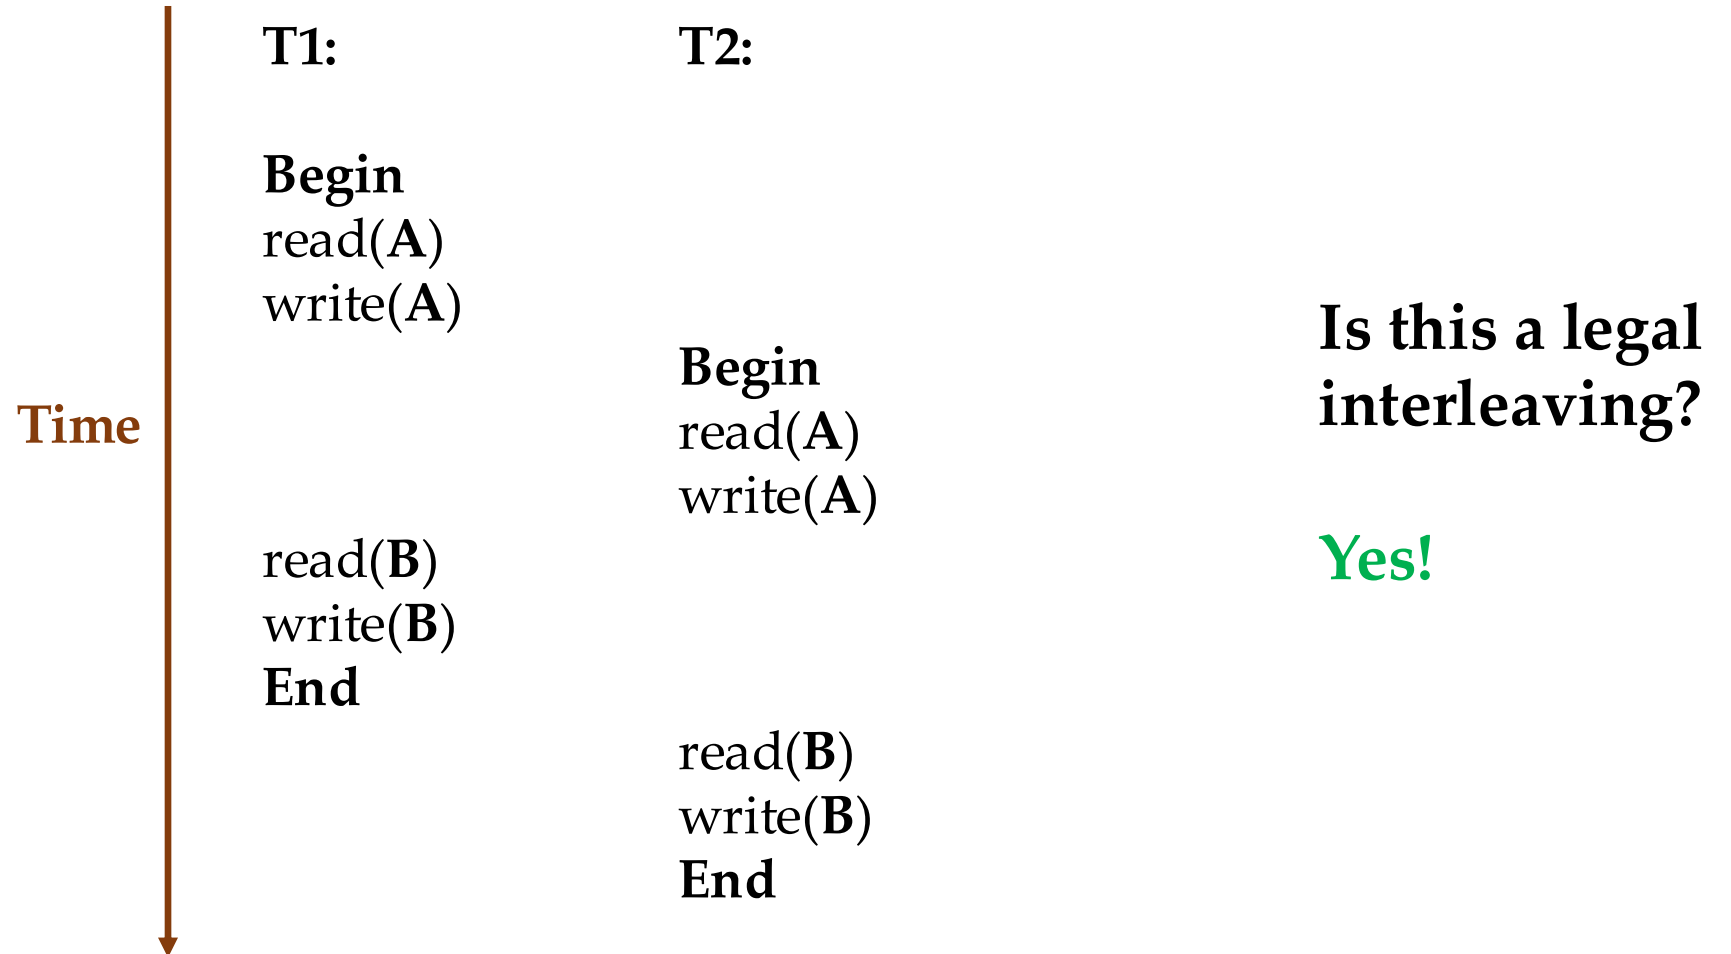 T1:
T2:
Begin
read(A)
write(A)
Begin
read(A)
write(A)
read(B)
write(B)
End
read(B)
write(B)
End
Time
Is this a legal
interleaving?
Yes!